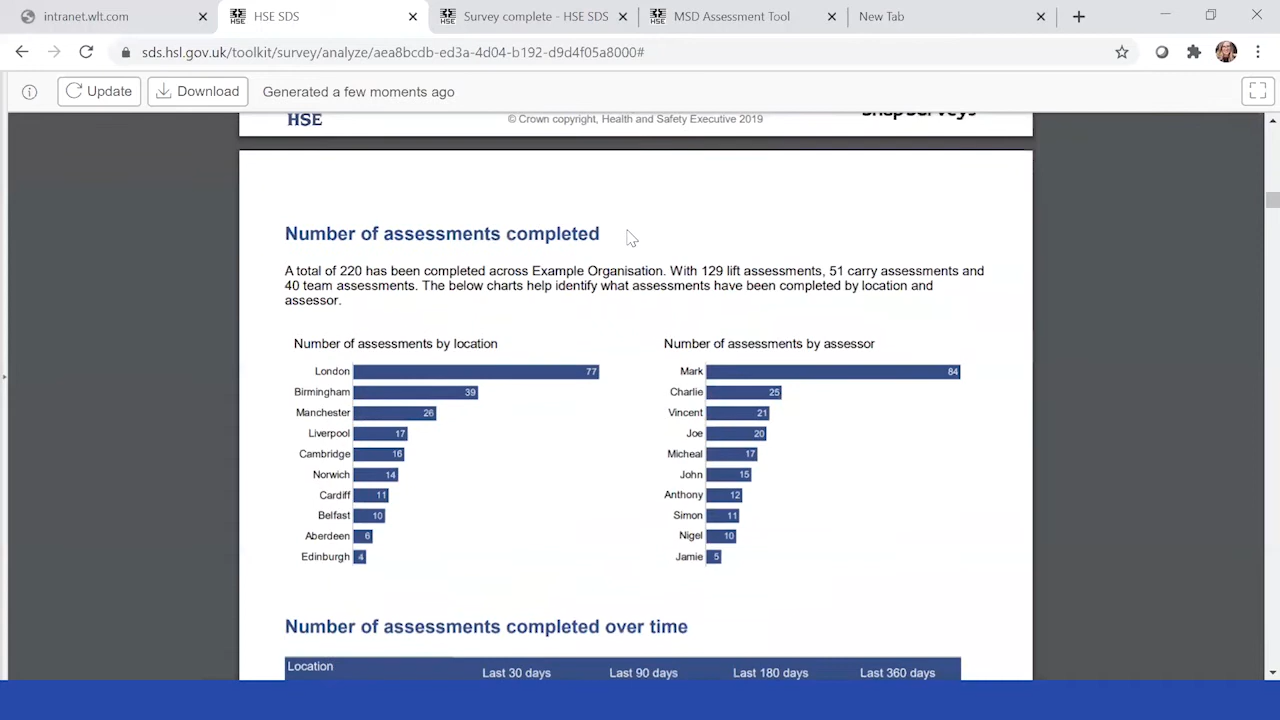 intranet.wlt.com
HSE SDS
Survey complete - HSE SDS
MSD Assessment Tool
New Tab
sds.hsl.gov.uk/toolkit/survey/analyze/aea8bcdb-ed3a-4d04-b192-d9d4f05a8000#
Update
Download
Generated a few moments ago
HSE
© Crown copyright, Health and Safety Executive 2019
Snap Surveys
Number of assessments completed
A total of 220 has been completed across Example Organisation. With 129 lift assessments, 51 carry assessments and
40 team assessments. The below charts help identify what assessments have been completed by location and
assessor.
Number of assessments by location
London 77
Birmingham 39
Manchester 26
Liverpool 17
Cambridge 16
Norwich 14
Cardiff 11
Belfast 10
Aberdeen 6
Edinburgh 4
Number of assessments by assessor
Mark 84
Charlie 25
Vincent 21
Joe 20
Micheal 17
John 15
Anthony 12
Simon 11
Nigel 10
Jamie 5
Number of assessments completed over time
Location Last 30 days Last 90 days Last 180 days Last 360 days